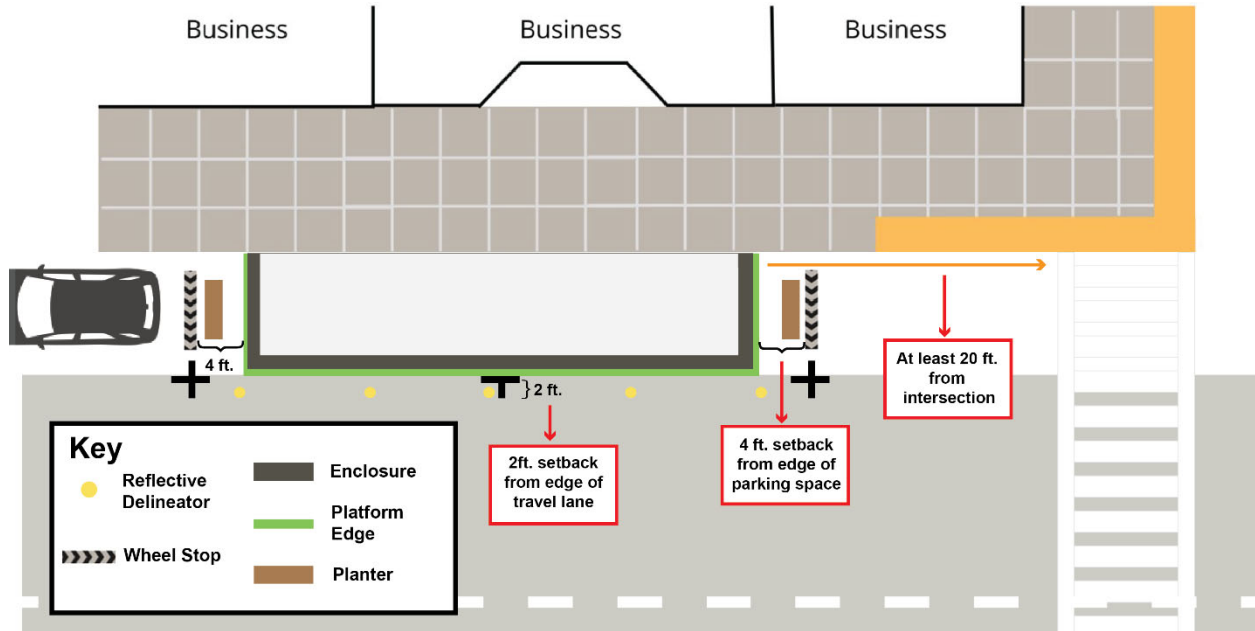 Business
Business
Business
4 ft.
2 ft.
At least 20 ft.
from
intersection
2ft. setback
from edge of
travel lane
4 ft. setback
from edge of
parking space
Key
Reflective
Delineator
Wheel Stop
Enclosure
Platform
Edge
Planter